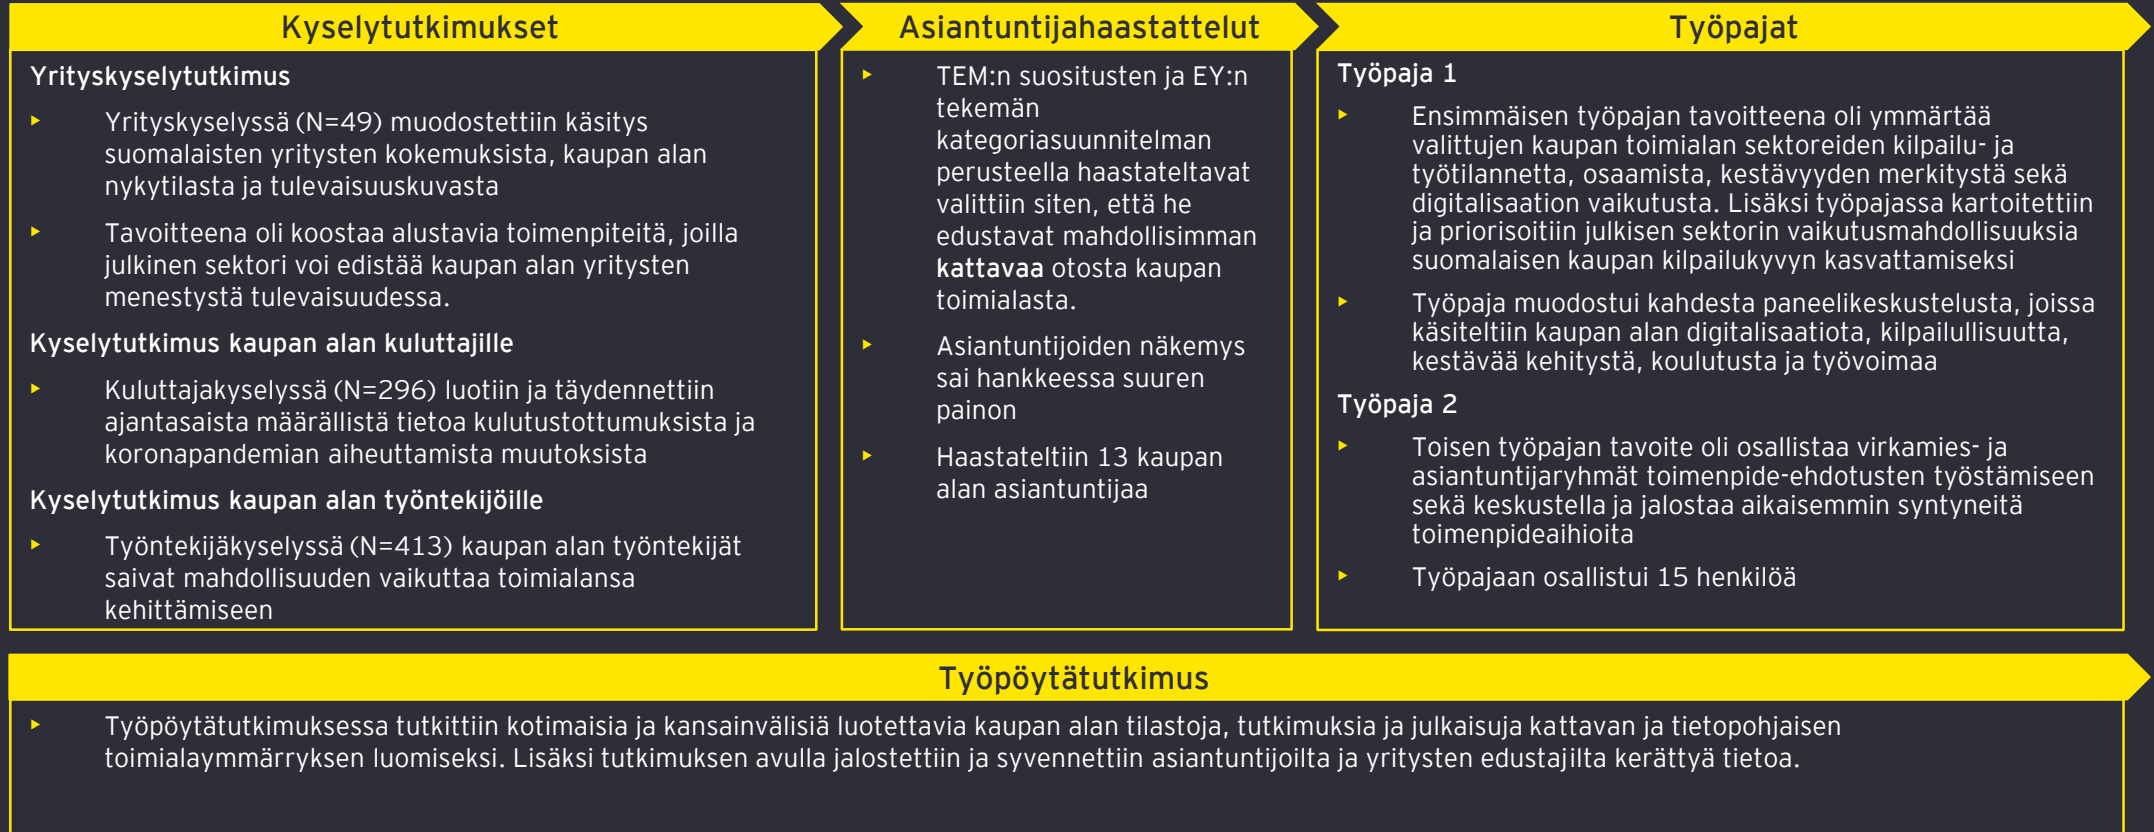 Kyselytutkimukset
Yrityskyselytutkimus
▸ Yrityskyselyssä (N=49) muodostettiin käsitys
suomalaisten yritysten kokemuksista, kaupan alan
nykytilasta ja tulevaisuuskuvasta
▸ Tavoitteena oli koostaa alustavia toimenpiteitä, joilla
julkinen sektori voi edistää kaupan alan yritysten
menestystä tulevaisuudessa.
Kyselytutkimus kaupan alan kuluttajille
▸ Kuluttajakyselyssä (N=296) luotiin ja täydennettiin
ajantasaista määrällistä tietoa kulutustottumuksista ja
koronapandemian aiheuttamista muutoksista
Kyselytutkimus kaupan alan työntekijöille
▸ Työntekijäkyselyssä (N=413) kaupan alan työntekijät
saivat mahdollisuuden vaikuttaa toimialansa
kehittämiseen
Asiantuntijahaastattelut
▸ TEM:n suositusten ja EY:n
tekemän
kategoriasuunnitelman
perusteella haastateltavat
valittiin siten, että he
edustavat mahdollisimman
kattavaa otosta kaupan
toimialasta.
▸ Asiantuntijoiden näkemys
sai hankkeessa suuren
painon
▸ Haastateltiin 13 kaupan
alan asiantuntijaa
Työpajat
Työpaja 1
▸ Ensimmäisen työpajan tavoitteena oli ymmärtää
valittujen kaupan toimialan sektoreiden kilpailu- ja
työtilannetta, osaamista, kestävyyden merkitystä sekä
digitalisaation vaikutusta. Lisäksi työpajassa kartoitettiin
ja priorisoitiin julkisen sektorin vaikutusmahdollisuuksia
suomalaisen kaupan kilpailukyvyn kasvattamiseksi
▸ Työpaja muodostui kahdesta paneelikeskustelusta, joissa
käsiteltiin kaupan alan digitalisaatiota, kilpailullisuutta,
kestävää kehitystä, koulutusta ja työvoimaa
Työpaja 2
▸ Toisen työpajan tavoite oli osallistaa virkamies- ja
asiantuntijaryhmät toimenpide-ehdotusten työstämiseen
sekä keskustella ja jalostaa aikaisemmin syntyneitä
toimenpideaihioita
▸ Työpajaan osallistui 15 henkilöä
Työpöytätutkimus
▸ Työpöytätutkimuksessa tutkittiin kotimaisia ja kansainvälisiä luotettavia kaupan alan tilastoja, tutkimuksia ja julkaisuja kattavan ja tietopohjaisen
toimialaymmärryksen luomiseksi. Lisäksi tutkimuksen avulla jalostettiin ja syvennettiin asiantuntijoilta ja yritysten edustajilta kerättyä tietoa.